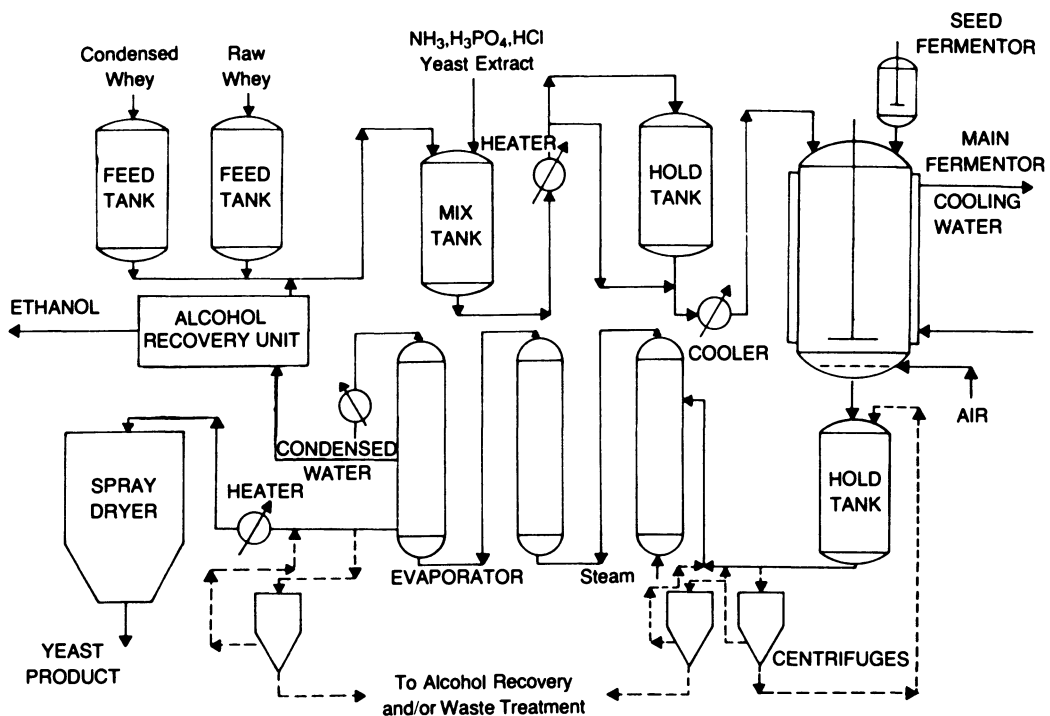 Condensed
Whey
Raw
Whey
NH₃,H₃PO₄,HCl
Yeast Extract
SEED
FERMENTOR
FEED
TANK
FEED
TANK
MIX
TANK
HEATER
HOLD
TANK
MAIN
FERMENTOR
COOLING
WATER
ETHANOL
ALCOHOL
RECOVERY UNIT
COOLER
AIR
CONDENSED
WATER
SPRAY
DRYER
HEATER
HOLD
TANK
EVAPORATOR
Steam
YEAST
PRODUCT
CENTRIFUGES
To Alcohol Recovery
and/or Waste Treatment